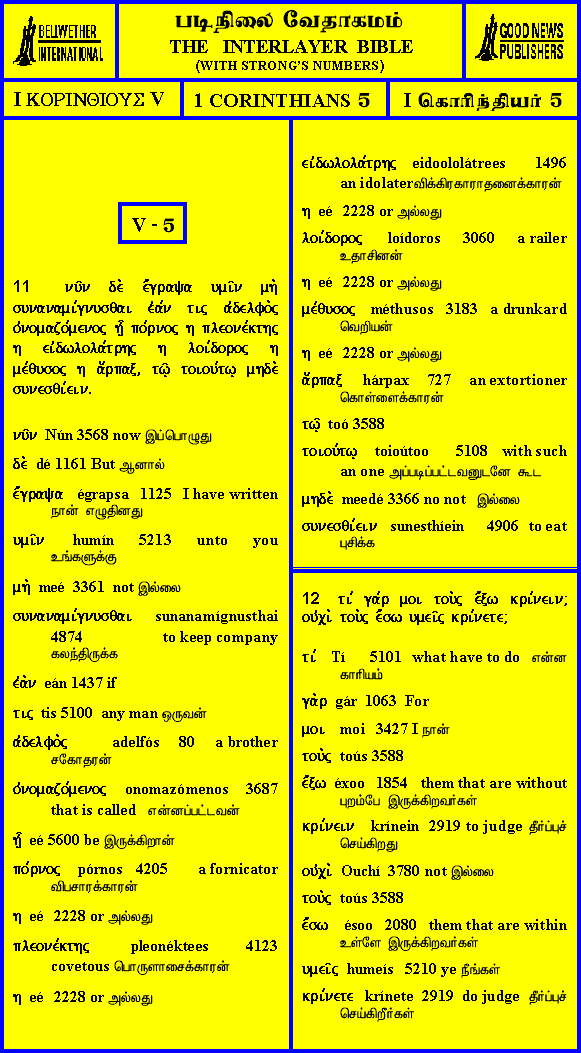 BELLWETHER
INTERNATIONAL
படிநிலை வேதாகமம்
THE INTERLAYER BIBLE
(WITH STRONG'S NUMBERS)
GOOD NEWS
PUBLISHERS
I ΚΟΡΙΝΘΙΟΥΣ V
1 CORINTHIANS 5
I கொரிந்தியர் 5
V - 5
11 νῦν δὲ ἔγραψα υμῖν μὴ
συναναμίγνυσθαι ἐάν τις ἀδελφὸς
ὀνομαζόμενος ᾖ πόρνος η πλεονέκτης
η εἰδωλολάτρης η λοίδορος η
μέθυσος η ἅρπαξ, τῷ τοιούτῳ μηδὲ
συνεσθίειν.
νῦν Nún 3568 now இப்பொழுது
δὲ dé 1161 But ஆனால்
ἔγραψα égrapsa 1125 I have written
நான் எழுதினது
υμῖν humín 5213 unto you
உங்களுக்கு
μὴ meé 3361 not இல்லை
συναναμίγνυσθαι sunanamígnusthai
4874 to keep company
கலந்திருக்க
ἐὰν eán 1437 if
τις tis 5100 any man ஒருவன்
ἀδελφὸς adelfós 80 a brother
சகோதரன்
ὀνομαζόμενος onomazómenos 3687
that is called என்னப்பட்டவன்
ᾖ eé 5600 be இருக்கிறான்
πόρνος pórnos 4205 a fornicator
விபசாரக்காரன்
η eé 2228 or அல்லது
πλεονέκτης pleonéktees 4123
covetous பொருளாசைக்காரன்
η eé 2228 or அல்லது
εἰδωλολάτρης eidoololátrees 1496
an idolater விக்கிரகாராதனைக்காரன்
η eé 2228 or அல்லது
λοίδορος loídoros 3060 a railer
உதாசினன்
η eé 2228 or அல்லது
μέθυσος méthusos 3183 a drunkard
வெறியன்
η eé 2228 or அல்லது
ἅρπαξ hárpax 727 an extortioner
கொள்ளைக்காரன்
τῷ toó 3588
τοιούτῳ toioútoo 5108 with such
an one அப்படிப்பட்டவனுடனே கூட
μηδὲ meedé 3366 no not இல்லை
συνεσθίειν sunesthíein 4906 to eat
புசிக்க
12 τί γάρ μοι τοὺς ἔξω κρίνειν;
οὐχὶ τοὺς ἔσω υμεῖς κρίνετε;
τί Tí 5101 what have to do என்ன
காரியம்
γὰρ gár 1063 For
μοι moi 3427 I நான்
τοὺς toús 3588
ἔξω éxoo 1854 them that are without
புறம்பே இருக்கிறவர்கள்
κρίνειν krínein 2919 to judge தீர்ப்புச்
செய்கிறது
οὐχὶ Ouchí 3780 not இல்லை
τοὺς toús 3588
ἔσω ésoo 2080 them that are within
உள்ளே இருக்கிறவர்கள்
υμεῖς humeís 5210 ye நீங்கள்
κρίνετε krínete 2919 do judge தீர்ப்புச்
செய்கிறீர்கள்